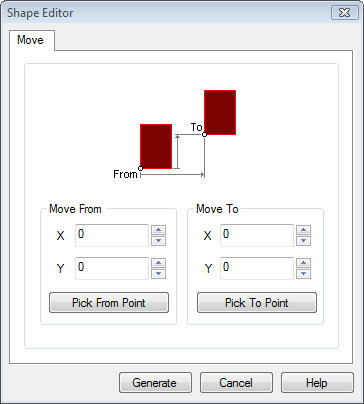 Shape Editor
Move
To
From
Move From
Move To
X 0
X 0
Y 0
Y 0
Pick From Point
Pick To Point
Generate
Cancel
Help